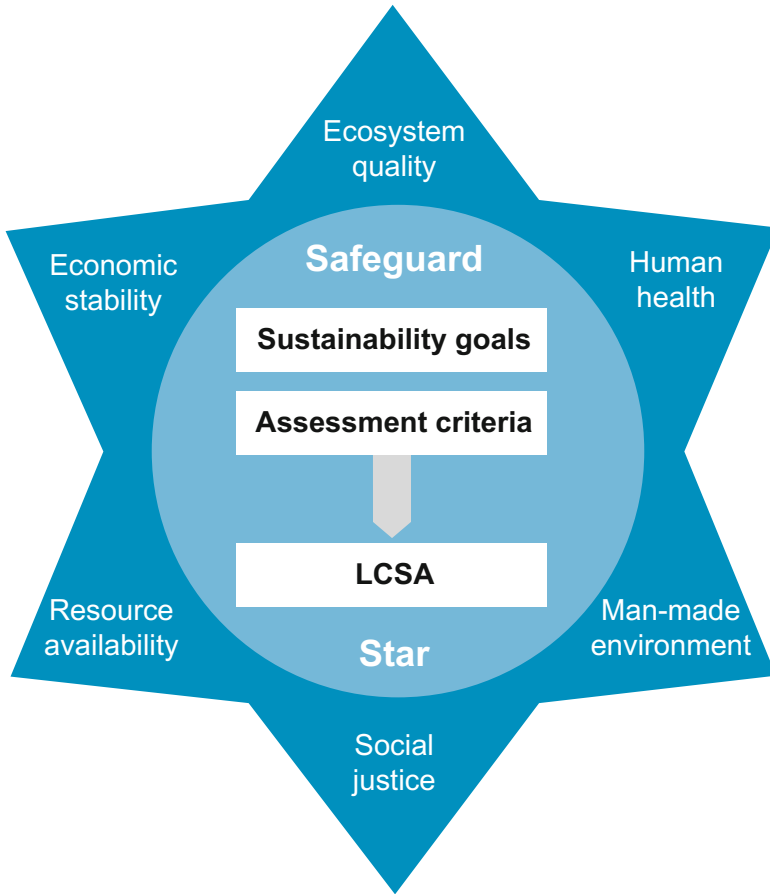 Ecosystem
quality
Economic
stability
Safeguard
Human
health
Sustainability goals
Assessment criteria
LCSA
Resource
availability
Star
Man-made
environment
Social
justice